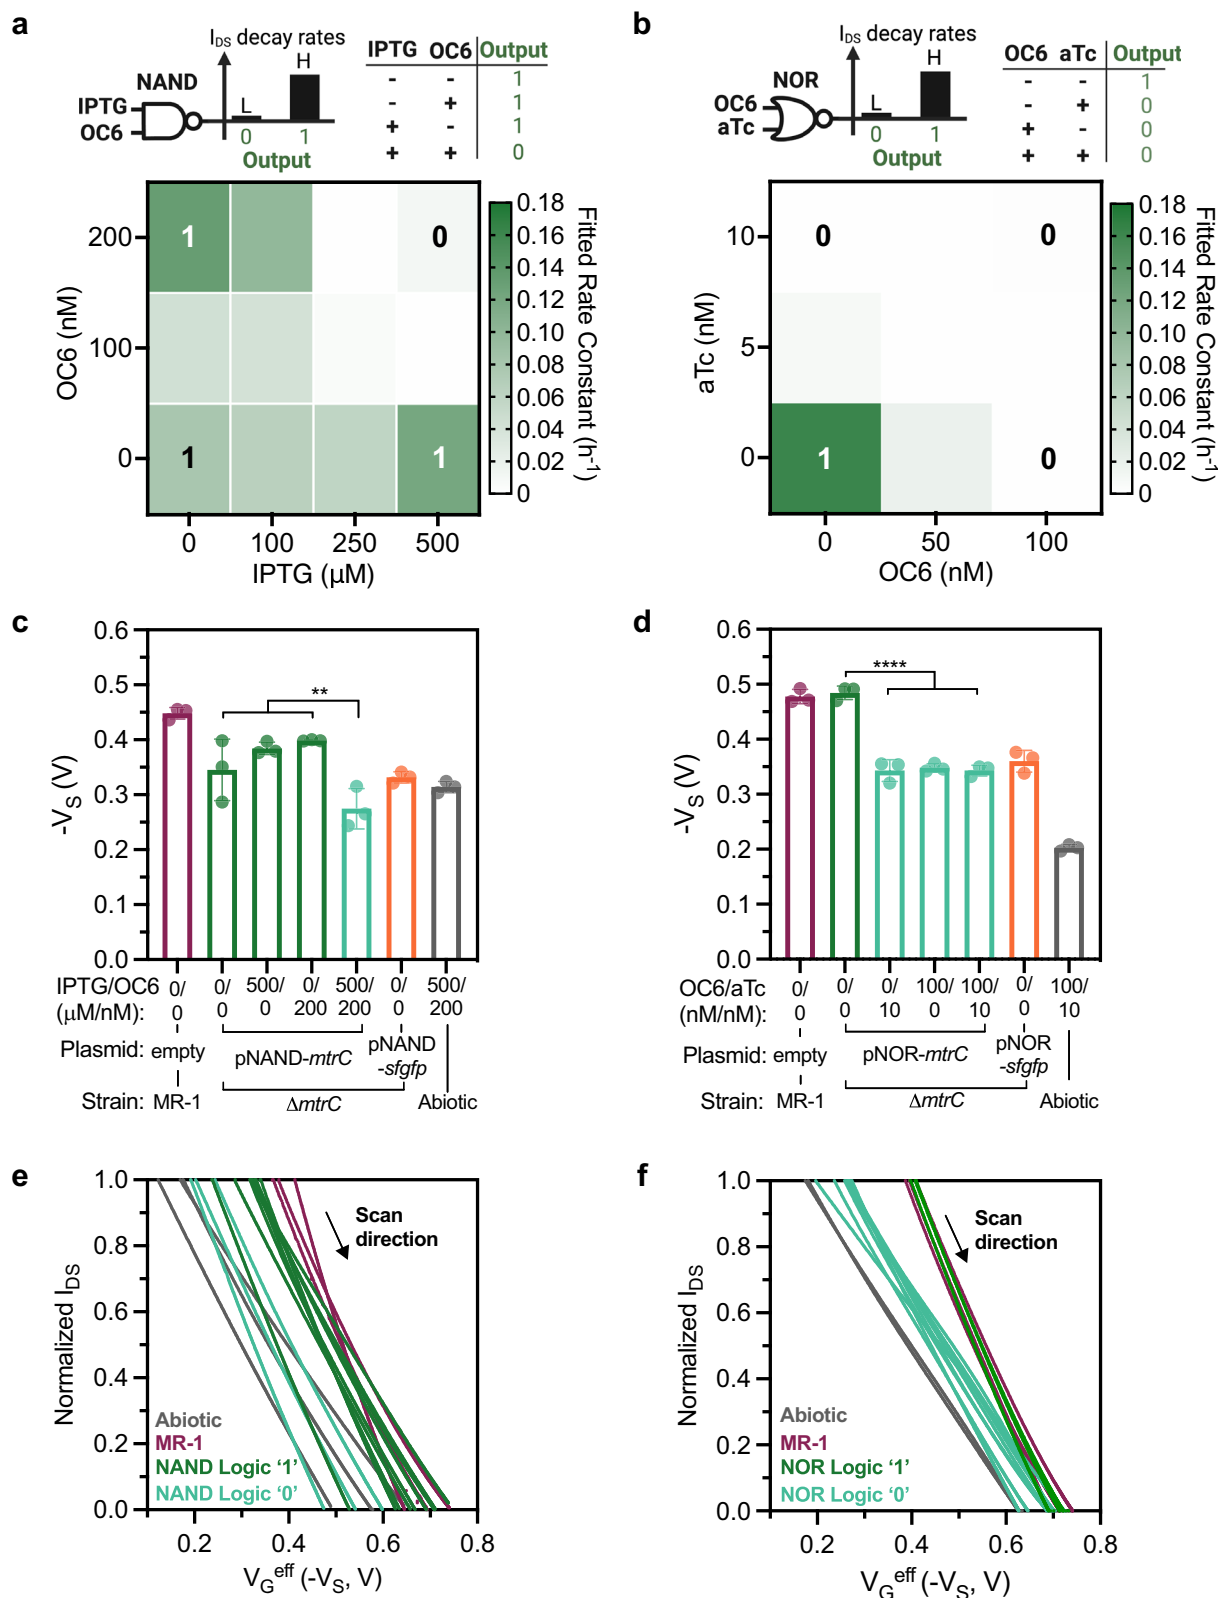 a
I_DS decay rates
NAND
IPTG
OC6
L
H
0
1
Output
IPTG OC6 Output
- - 1
- + 1
+ - 1
+ + 0
1
0
1
1
200
100
0
OC6 (nM)
0 100 250 500
IPTG (µM)
0.18
0.16
0.14
0.12
0.10
0.08
0.06
0.04
0.02
0
Fitted Rate Constant (h⁻¹)
b
I_DS decay rates
NOR
OC6
aTc
L
H
0
1
Output
OC6 aTc Output
- - 1
- + 0
+ - 0
+ + 0
0
0
1
0
10
5
0
aTc (nM)
0 50 100
OC6 (nM)
0.18
0.16
0.14
0.12
0.10
0.08
0.06
0.04
0.02
0
Fitted Rate Constant (h⁻¹)
c
0.6
0.5
0.4
0.3
0.2
0.1
0.0
-V_S (V)
**
IPTG/OC6 0/ 0/ 500/ 0/ 500/ 0/ 500/
(µM/nM): 0 0 0 200 200 0 200
Plasmid: empty pNAND-mtrC pNAND
-sfgfp
Strain: MR-1 ΔmtrC Abiotic
d
0.6
0.5
0.4
0.3
0.2
0.1
0.0
-V_S (V)
****
OC6/aTc 0/ 0/ 0/ 100/ 100/ 0/ 100/
(nM/nM): 0 0 10 0 10 0 10
Plasmid: empty pNOR-mtrC pNOR
-sfgfp
Strain: MR-1 ΔmtrC Abiotic
e
1.0
0.8
0.6
0.4
0.2
0.0
Normalized I_DS
Scan
direction
Abiotic
MR-1
NAND Logic ‘1’
NAND Logic ‘0’
0.2 0.4 0.6 0.8
V_G^eff (-V_S, V)
f
1.0
0.8
0.6
0.4
0.2
0.0
Normalized I_DS
Scan
direction
Abiotic
MR-1
NOR Logic ‘1’
NOR Logic ‘0’
0.2 0.4 0.6 0.8
V_G^eff (-V_S, V)